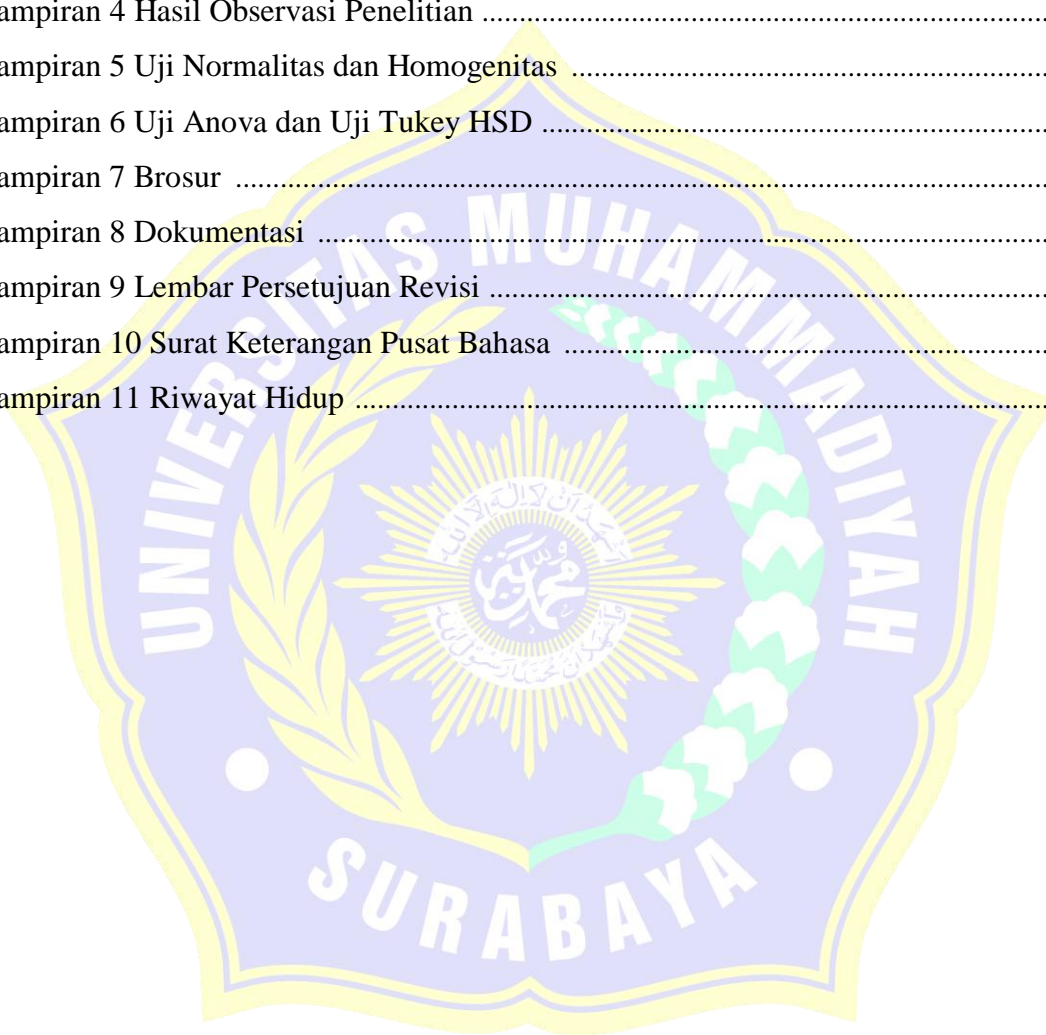 ampiran 4 Hasil Observasi Penelitian ........................................................................
ampiran 5 Uji Normalitas dan Homogenitas ............................................................
ampiran 6 Uji Anova dan Uji Tukey HSD ................................................................
ampiran 7 Brosur ......................................................................................................
ampiran 8 Dokumentasi ...........................................................................................
ampiran 9 Lembar Persetujuan Revisi ......................................................................
ampiran 10 Surat Keterangan Pusat Bahasa ............................................................
ampiran 11 Riwayat Hidup .......................................................................................
UNIVERSITAS MUHAMMADIYAH
محمد
SURABAYA